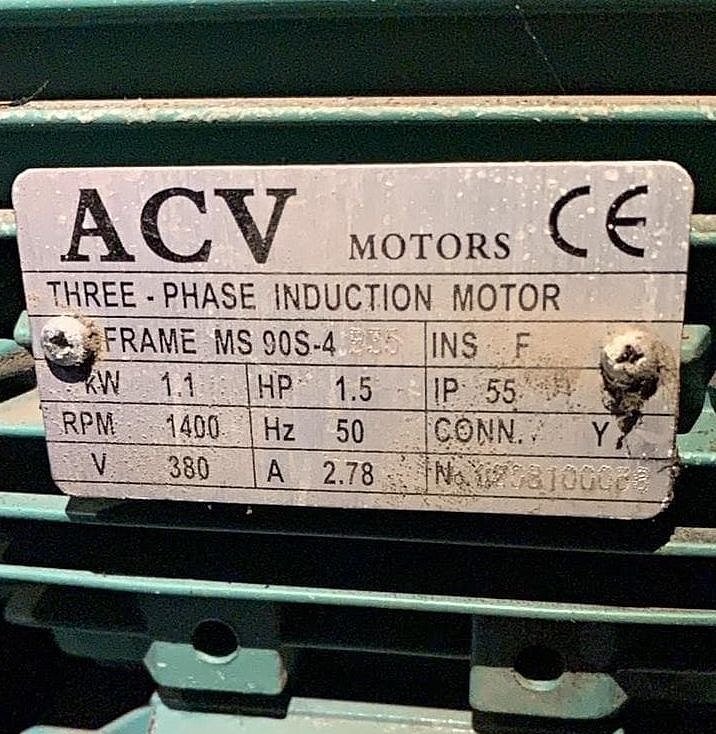 ACV MOTORS CE
THREE - PHASE INDUCTION MOTOR
FRAME MS 90S-4 INS F
kW 1.1 HP 1.5 IP 55
RPM 1400 Hz 50 CONN. Y
V 380 A 2.78 No.